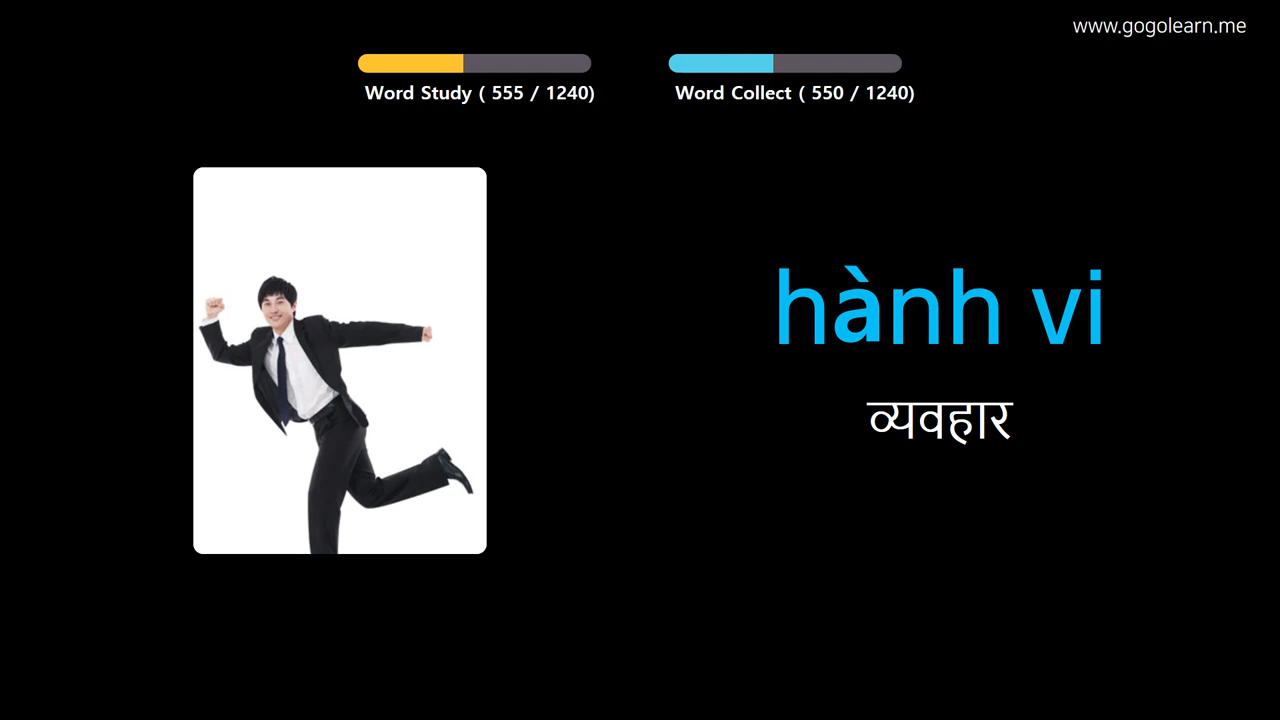 www.gogolearn.me
Word Study ( 555 / 1240)
Word Collect ( 550 / 1240)
hành vi
व्यवहार